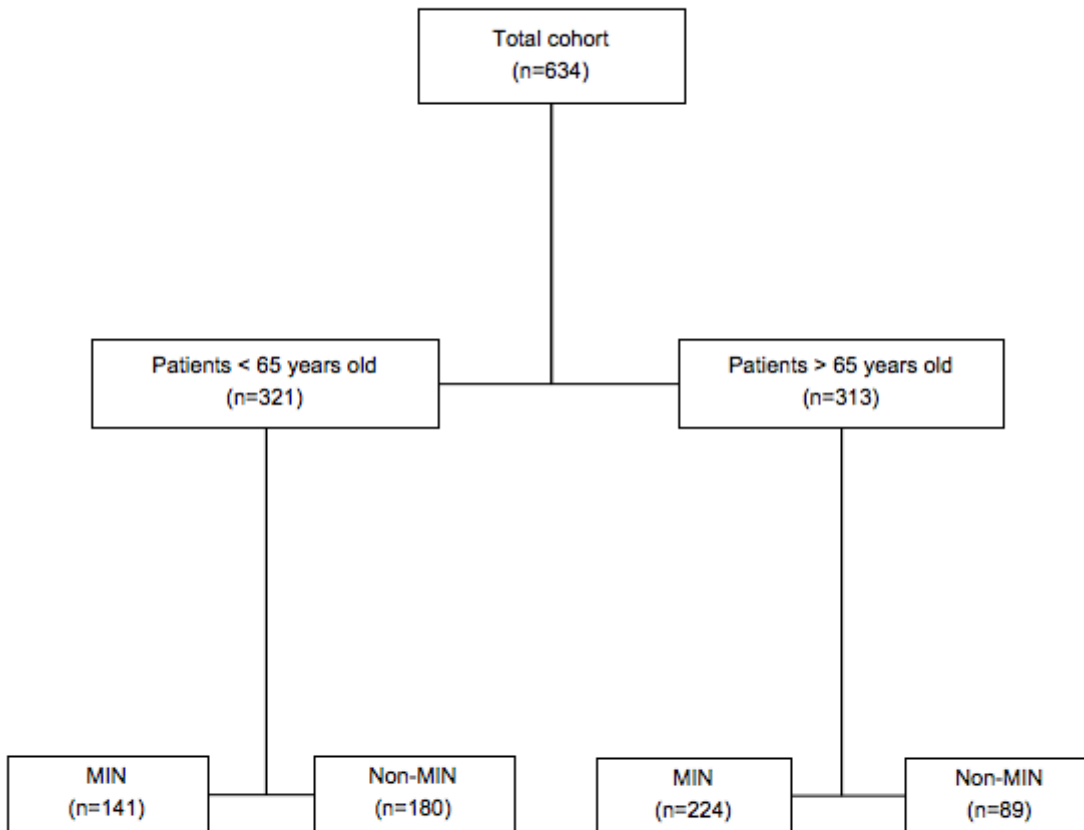 Total cohort
(n=634)
Patients < 65 years old
(n=321)
Patients > 65 years old
(n=313)
MIN
(n=141)
Non-MIN
(n=180)
MIN
(n=224)
Non-MIN
(n=89)